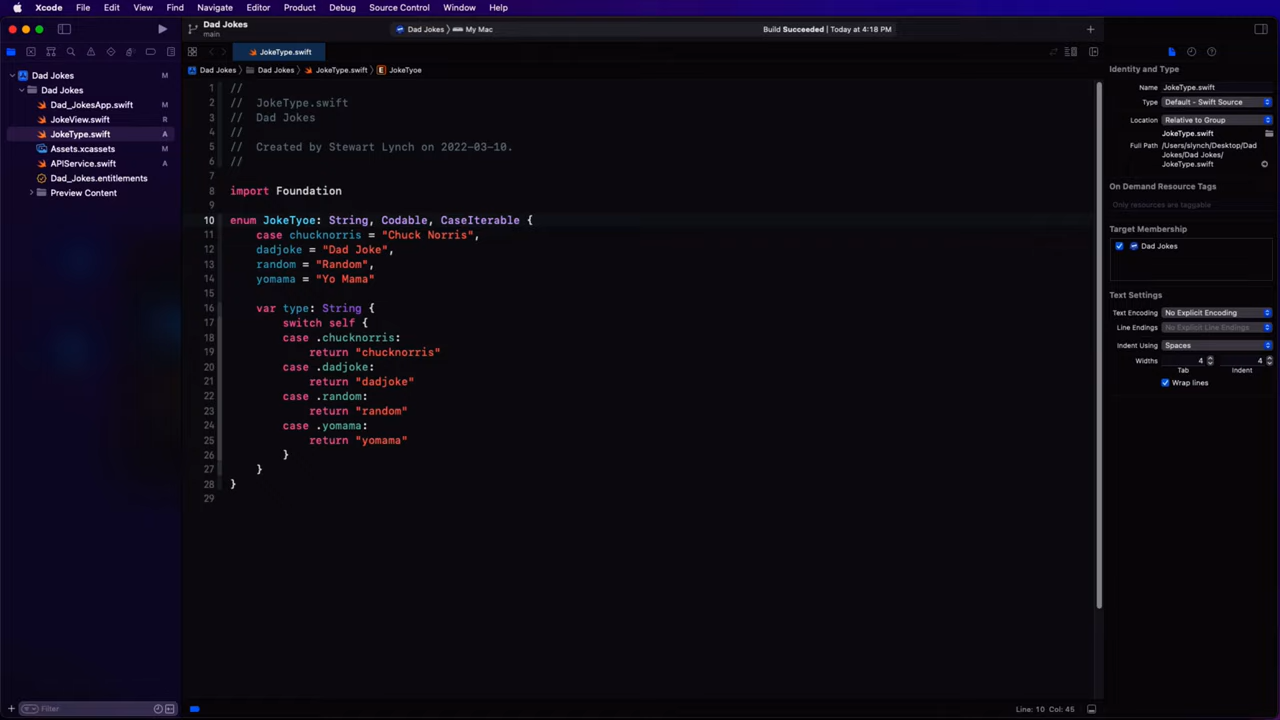 Xcode File Edit View Find Navigate Editor Product Debug Source Control Window Help
Dad Jokes
main
Dad Jokes My Mac
Build Succeeded | Today at 4:18 PM
JokeType.swift
Dad Jokes Dad Jokes JokeType.swift E JokeTyoe
Dad Jokes M
Dad Jokes
Dad_JokesApp.swift M
JokeView.swift R
JokeType.swift A
Assets.xcassets M
APIService.swift A
Dad_Jokes.entitlements
Preview Content
Filter
1 //
2 //  JokeType.swift
3 //  Dad Jokes
4 //
5 //  Created by Stewart Lynch on 2022-03-10.
6 //
7
8 import Foundation
9
10 enum JokeTyoe: String, Codable, CaseIterable {
11     case chucknorris = "Chuck Norris",
12     dadjoke = "Dad Joke",
13     random = "Random",
14     yomama = "Yo Mama"
15
16     var type: String {
17         switch self {
18         case .chucknorris:
19             return "chucknorris"
20         case .dadjoke:
21             return "dadjoke"
22         case .random:
23             return "random"
24         case .yomama:
25             return "yomama"
26         }
27     }
28 }
29
Identity and Type
Name JokeType.swift
Type Default - Swift Source
Location Relative to Group
JokeType.swift
Full Path /Users/slynch/Desktop/Dad
Jokes/Dad Jokes/
JokeType.swift
On Demand Resource Tags
Only resources are taggable
Target Membership
Dad Jokes
Text Settings
Text Encoding No Explicit Encoding
Line Endings No Explicit Line Endings
Indent Using Spaces
Widths 4 4
Tab Indent
Wrap lines
Line: 10 Col: 45